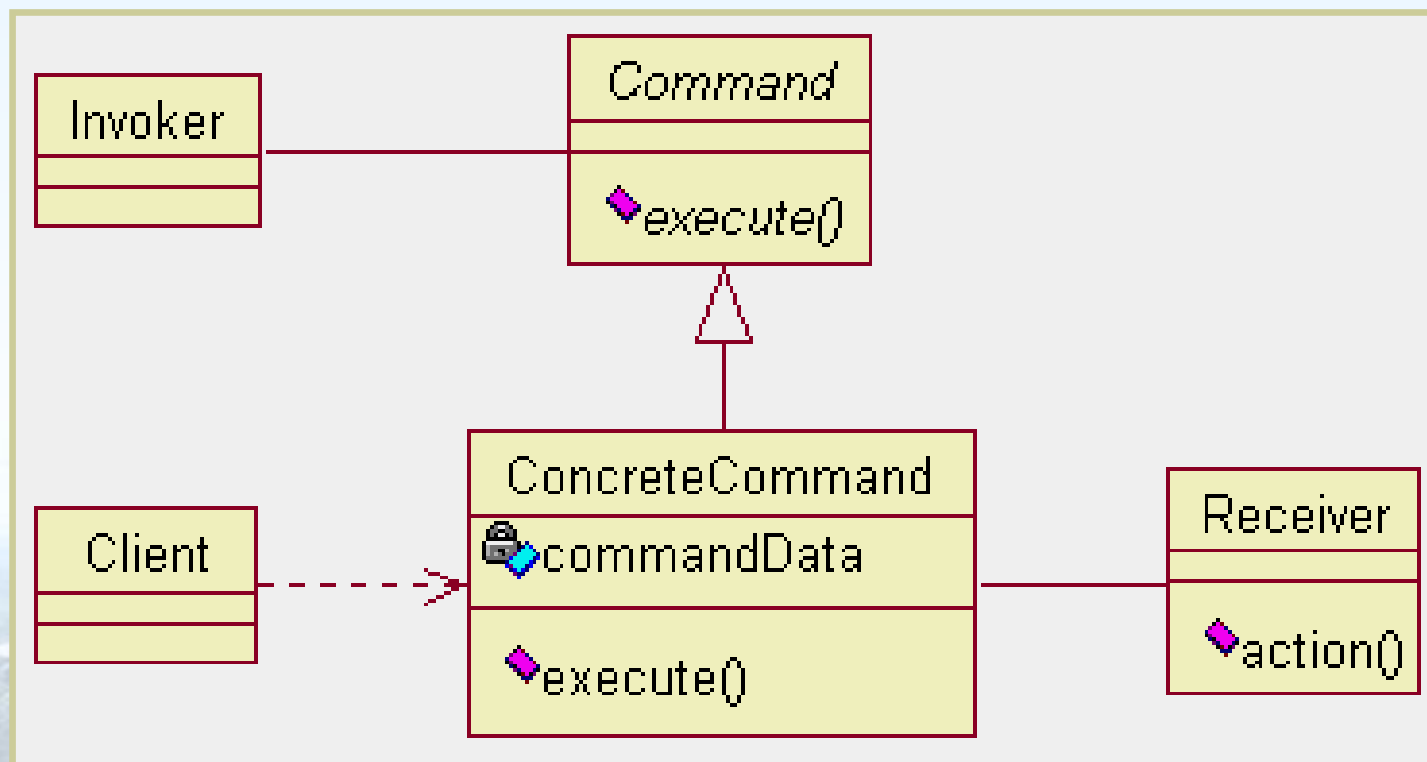 Invoker
Command
execute()
Client
ConcreteCommand
commandData
execute()
Receiver
action()